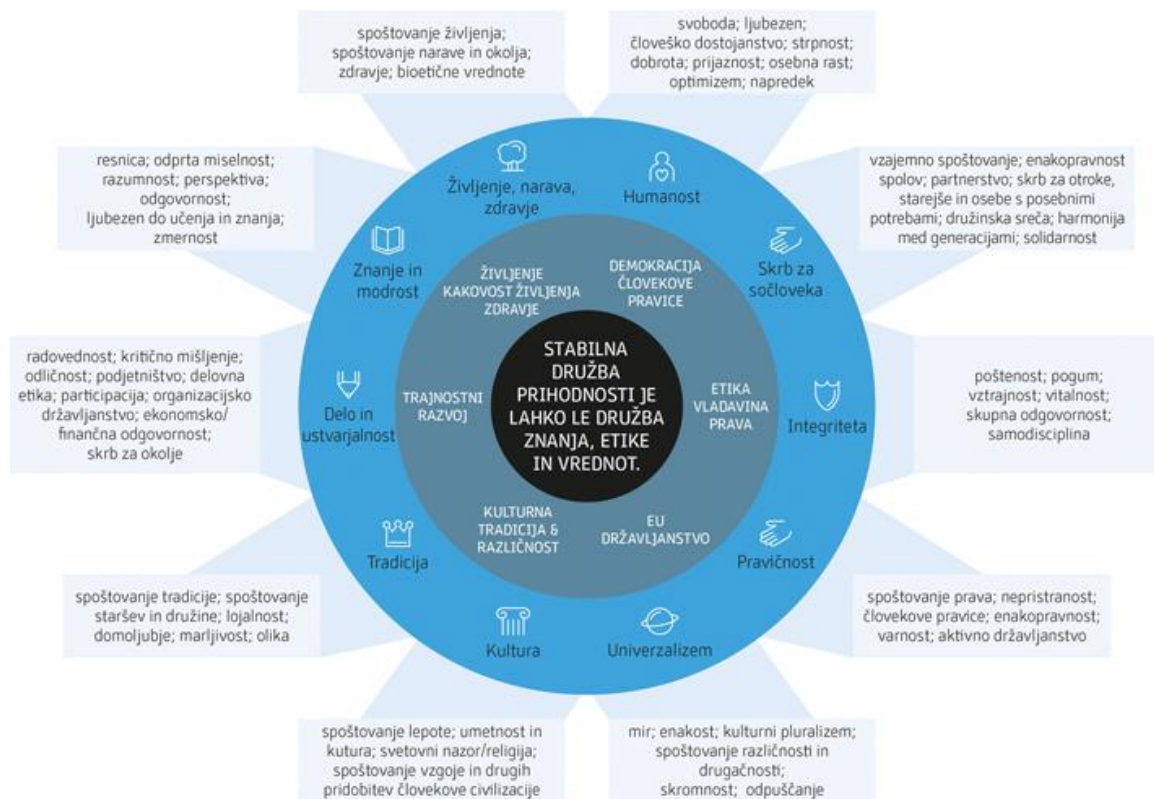 spoštovanje življenja;
spoštovanje narave in okolja;
zdravje; bioetične vrednote
svoboda; ljubezen;
človeško dostojanstvo; strpnost;
dobrota; prijaznost; osebna rast;
optimizem; napredek
resnica; odprta miselnost;
razumnost; perspektiva;
odgovornost;
ljubezen do učenja in znanja;
zmernost
vzajemno spoštovanje; enakopravnost
spolov; partnerstvo; skrb za otroke,
starejše in osebe s posebnimi
potrebami; družinska sreča; harmonija
med generacijami; solidarnost
radovednost; kritično mišljenje;
odličnost; podjetništvo; delovna
etika; participacija; organizacijsko
državljanstvo; ekonomsko/
finančna odgovornost;
skrb za okolje
poštenost; pogum;
vztrajnost; vitalnost;
skupna odgovornost;
samodisciplina
spoštovanje tradicije; spoštovanje
staršev in družine; lojalnost;
domoljubje; marljivost; olika
spoštovanje prava; nepristranost;
človekove pravice; enakopravnost;
varnost; aktivno državljanstvo
spoštovanje lepote; umetnost in
kutura; svetovni nazor/religija;
spoštovanje vzgoje in drugih
pridobitev človekove civilizacije
mir; enakost; kulturni pluralizem;
spoštovanje različnosti in
drugačnosti;
skromnost; odpuščanje
Življenje, narava,
zdravje
Humanost
Znanje in
modrost
Skrb za
sočloveka
Delo in
ustvarjalnost
Integriteta
Tradicija
Pravičnost
Kultura
Univerzalizem
ŽIVLJENJE
KAKOVOST ŽIVLJENJA
ZDRAVJE
DEMOKRACIJA
ČLOVEKOVE
PRAVICE
TRAJNOSTNI
RAZVOJ
ETIKA
VLADAVINA
PRAVA
KULTURNA
TRADICIJA &
RAZLIČNOST
EU
DRŽAVLJANSTVO
STABILNA
DRUŽBA
PRIHODNOSTI JE
LAHKO LE DRUŽBA
ZNANJA, ETIKE
IN VREDNOT.